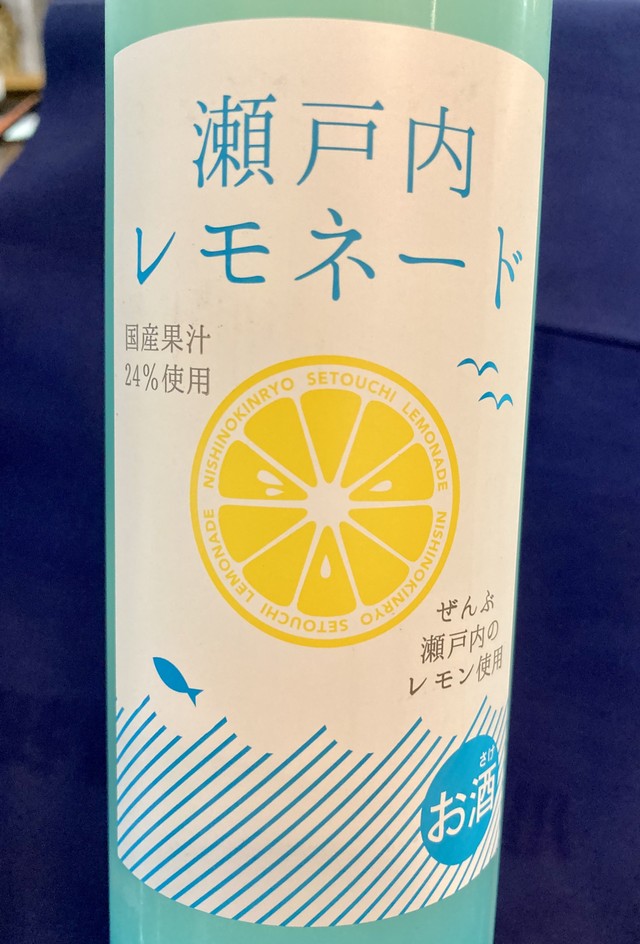 瀬戸内
レモネード
国産果汁
24%使用
NISHINOKINRYO SETOUCHI LEMONADE NISHINOKINRYO SETOUCHI LEMONADE
ぜんぶ
瀬戸内の
レモン使用
さけ
お酒